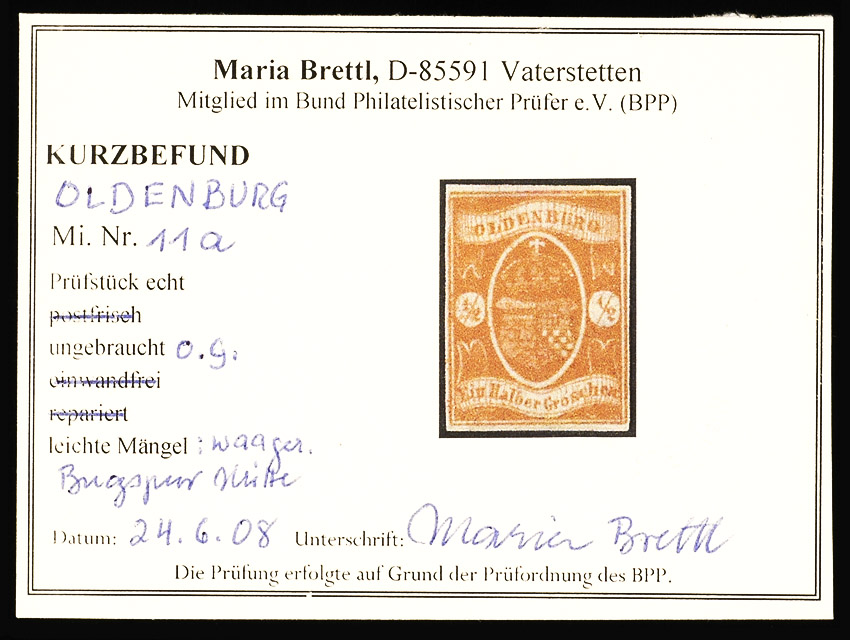 Maria Brettl, D-85591 Vaterstetten
Mitglied im Bund Philatelistischer Prüfer e.V. (BPP)
KURZBEFUND
OLDENBURG
Mi. Nr. 11a
Prüfstück echt
postfrisch
ungebraucht o.g.
einwandfrei
repariert
leichte Mängel : waager.
Bugspur Mitte
Datum: 24.6.08 Unterschrift: Maria Brettl
Die Prüfung erfolgte auf Grund der Prüfordnung des BPP.
OLDENBURG
1/2 1/2
Ein Halber Groschen